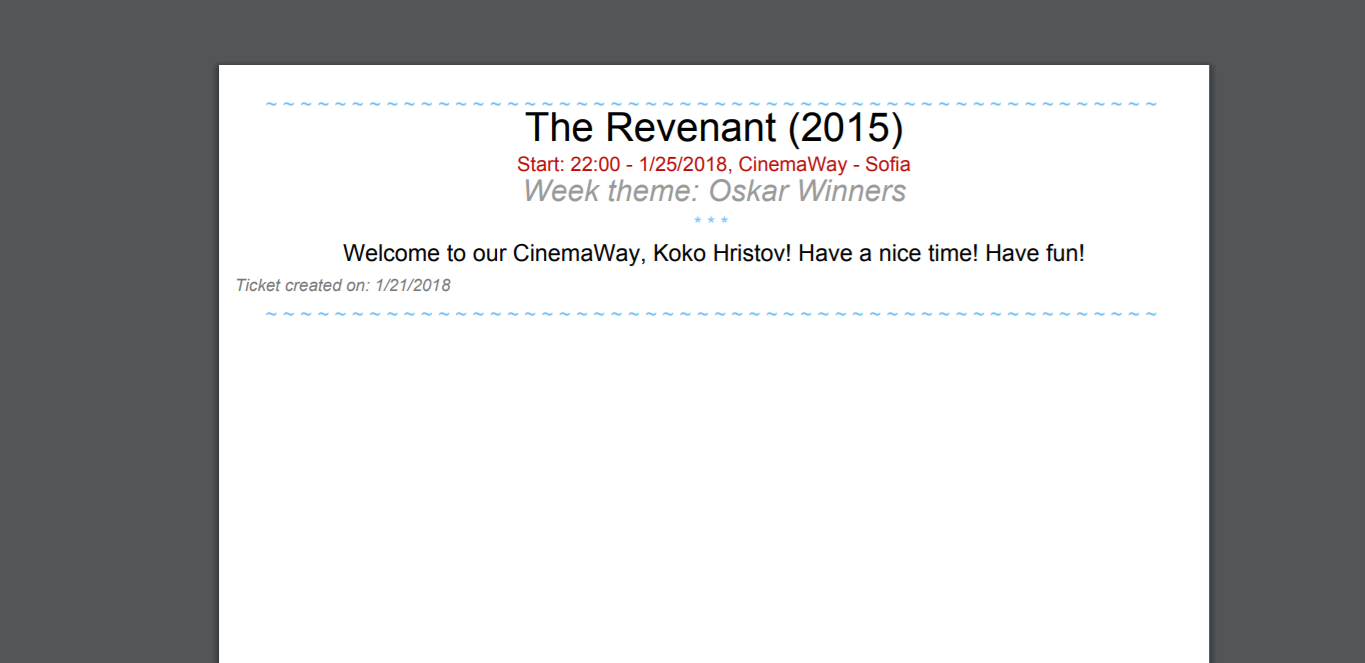 ~ ~ ~ ~ ~ ~ ~ ~ ~ ~ ~ ~ ~ ~ ~ ~ ~ ~ ~ ~ ~ ~ ~ ~ ~ ~ ~ ~ ~ ~ ~ ~ ~ ~ ~ ~ ~ ~ ~ ~ ~ ~ ~ ~ ~ ~ ~ ~ ~ ~ ~ ~
The Revenant (2015)
Start: 22:00 - 1/25/2018, CinemaWay - Sofia
Week theme: Oskar Winners
* * *
Welcome to our CinemaWay, Koko Hristov! Have a nice time! Have fun!
Ticket created on: 1/21/2018
~ ~ ~ ~ ~ ~ ~ ~ ~ ~ ~ ~ ~ ~ ~ ~ ~ ~ ~ ~ ~ ~ ~ ~ ~ ~ ~ ~ ~ ~ ~ ~ ~ ~ ~ ~ ~ ~ ~ ~ ~ ~ ~ ~ ~ ~ ~ ~ ~ ~ ~ ~